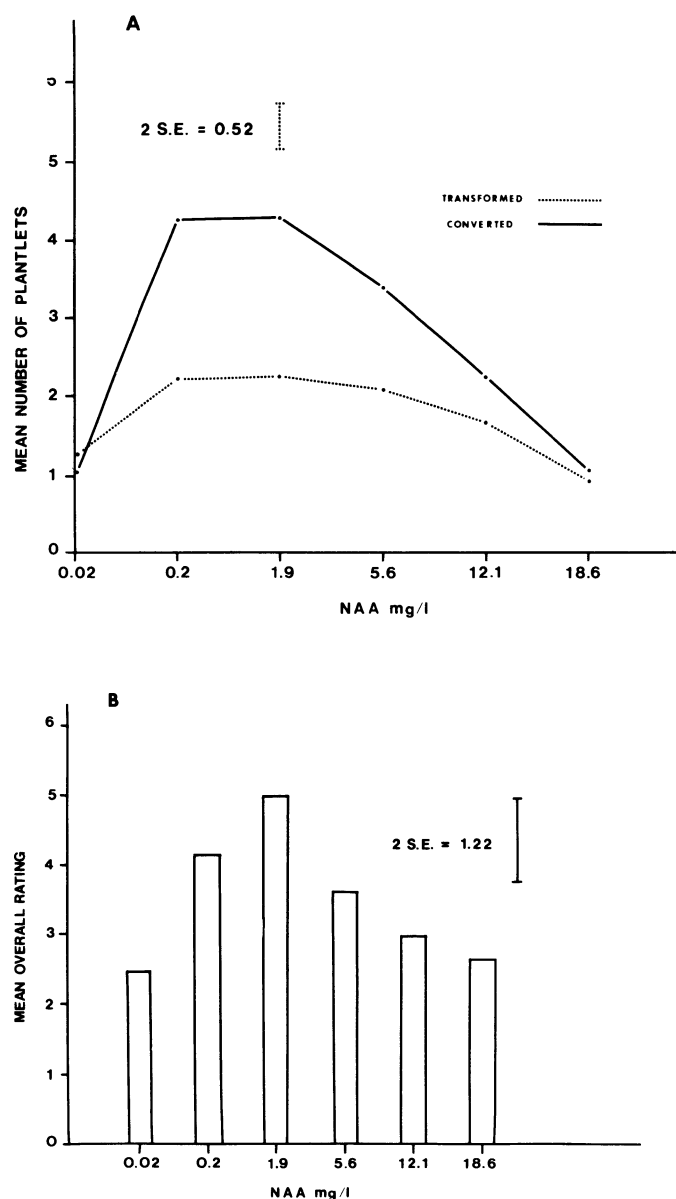 A
5
2 S.E. = 0.52
5
TRANSFORMED
CONVERTED
4
3
2
1
0
MEAN NUMBER OF PLANTLETS
0.02 0.2 1.9 5.6 12.1 18.6
NAA mg/l
B
6
5
2 S.E. = 1.22
4
3
2
1
0
MEAN OVERALL RATING
0.02 0.2 1.9 5.6 12.1 18.6
NAA mg/l